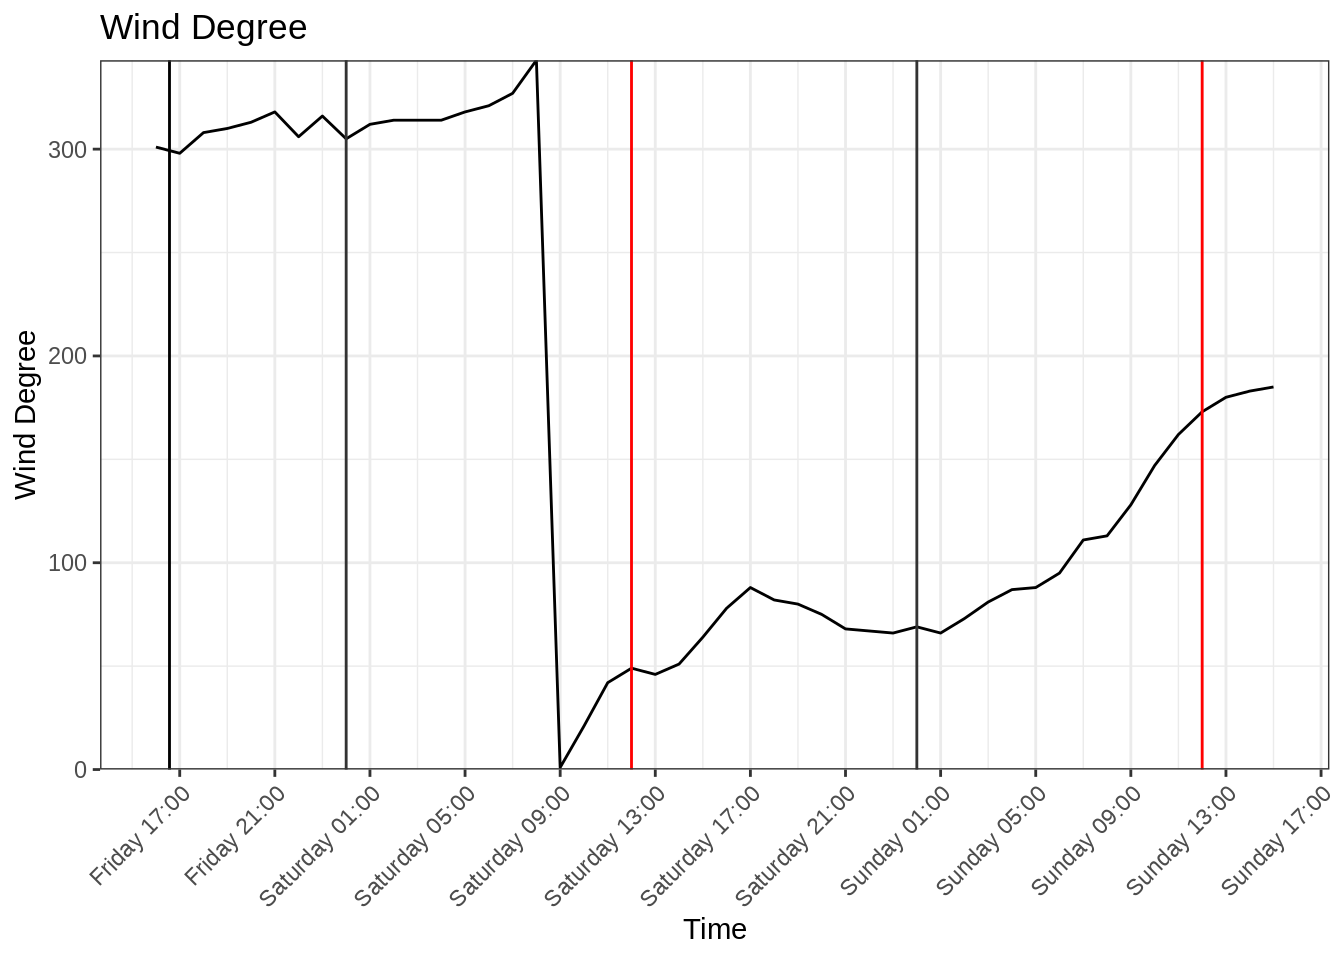 Wind Degree
Wind Degree
300
200
100
0
Friday 17:00
Friday 21:00
Saturday 01:00
Saturday 05:00
Saturday 09:00
Saturday 13:00
Saturday 17:00
Saturday 21:00
Sunday 01:00
Sunday 05:00
Sunday 09:00
Sunday 13:00
Sunday 17:00
Time